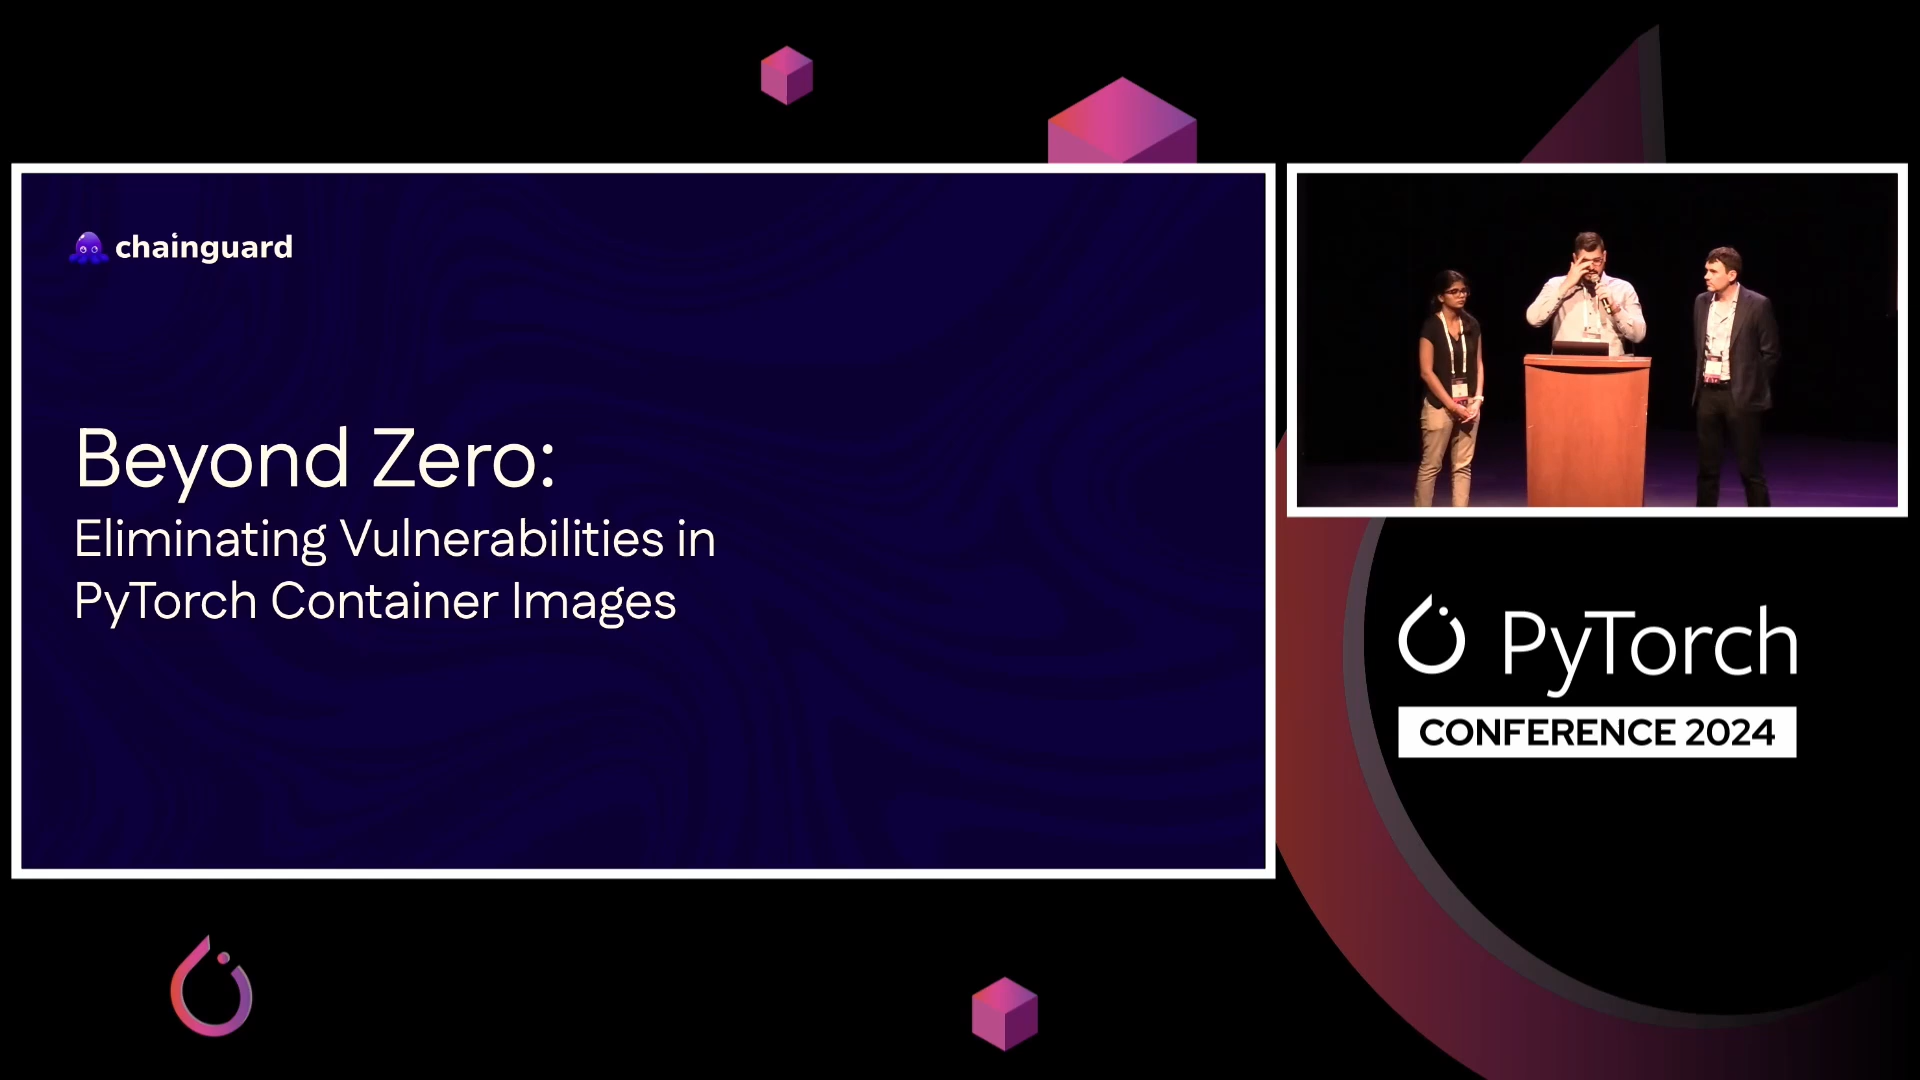 chainguard
Beyond Zero:
Eliminating Vulnerabilities in
PyTorch Container Images
PyTorch
CONFERENCE 2024